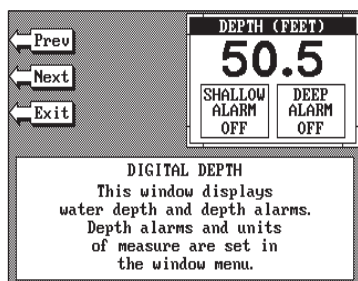 Prev
Next
Exit
DEPTH (FEET)
50.5
SHALLOW
ALARM
OFF
DEEP
ALARM
OFF
DIGITAL DEPTH
This window displays
water depth and depth alarms.
Depth alarms and units
of measure are set in
the window menu.